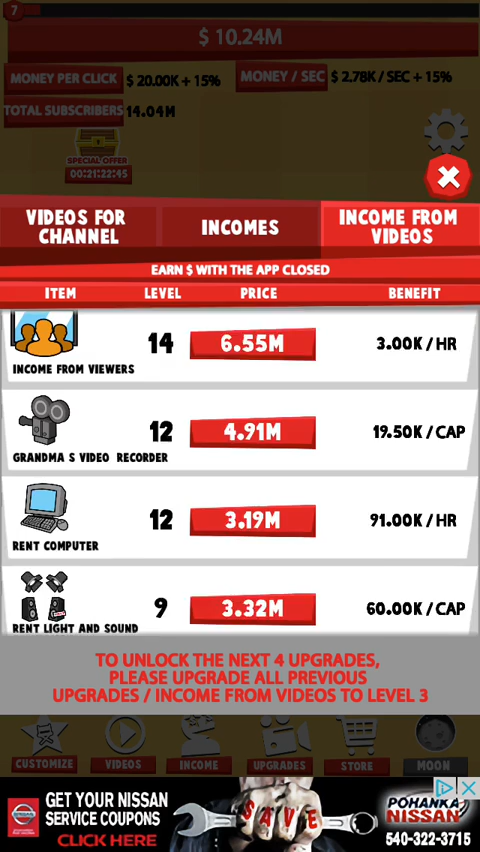 7
$ 10.24M
MONEY PER CLICK $ 20.00K + 15% MONEY / SEC $ 2.78K / SEC + 15%
TOTAL SUBSCRIBERS 14.04M
SPECIAL OFFER
00:21:22:45
VIDEOS FOR CHANNEL
INCOMES
INCOME FROM VIDEOS
EARN $ WITH THE APP CLOSED
ITEM LEVEL PRICE BENEFIT
14 6.55M 3.00K / HR
INCOME FROM VIEWERS
12 4.91M 19.50K / CAP
GRANDMA S VIDEO RECORDER
12 3.19M 91.00K / HR
RENT COMPUTER
9 3.32M 60.00K / CAP
RENT LIGHT AND SOUND
TO UNLOCK THE NEXT 4 UPGRADES,
PLEASE UPGRADE ALL PREVIOUS
UPGRADES / INCOME FROM VIDEOS TO LEVEL 3
CUSTOMIZE VIDEOS INCOME UPGRADES STORE MOON
GET YOUR NISSAN
SERVICE COUPONS
CLICK HERE
SAVE
POHANKA
NISSAN
540-322-3715